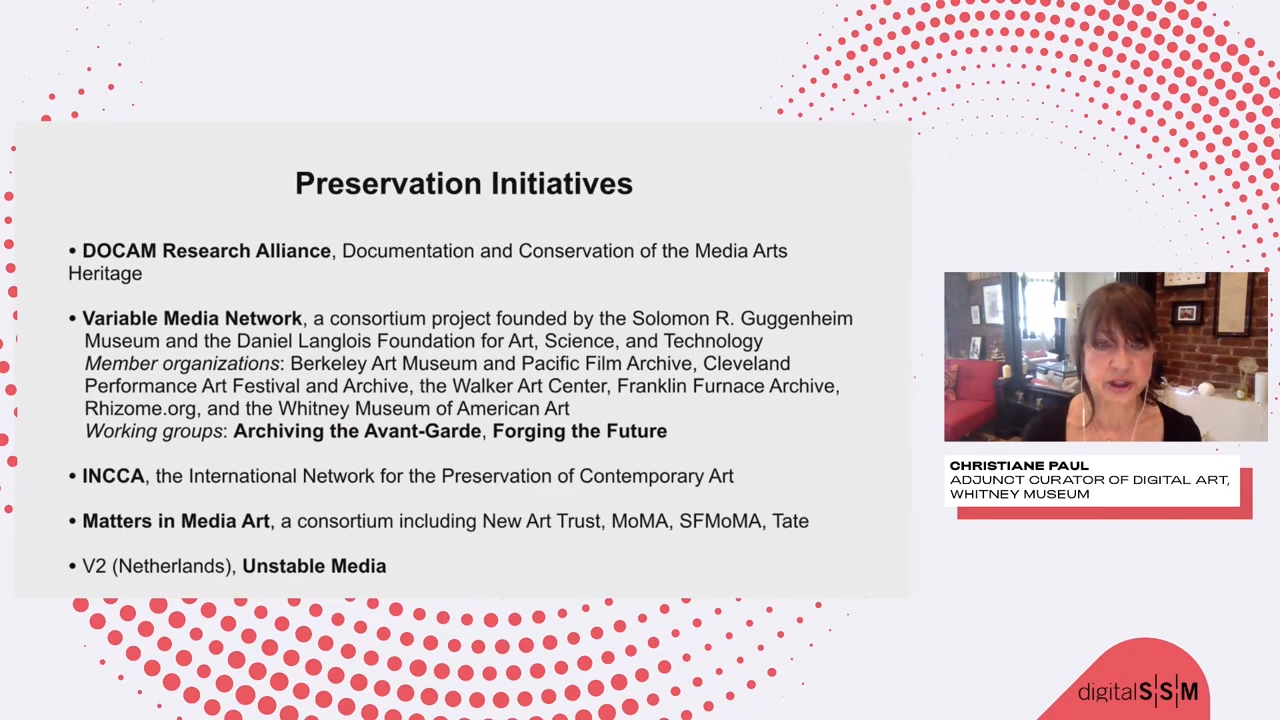 Preservation Initiatives
• DOCAM Research Alliance, Documentation and Conservation of the Media Arts
Heritage
• Variable Media Network, a consortium project founded by the Solomon R. Guggenheim
Museum and the Daniel Langlois Foundation for Art, Science, and Technology
Member organizations: Berkeley Art Museum and Pacific Film Archive, Cleveland
Performance Art Festival and Archive, the Walker Art Center, Franklin Furnace Archive,
Rhizome.org, and the Whitney Museum of American Art
Working groups: Archiving the Avant-Garde, Forging the Future
• INCCA, the International Network for the Preservation of Contemporary Art
• Matters in Media Art, a consortium including New Art Trust, MoMA, SFMoMA, Tate
• V2 (Netherlands), Unstable Media
CHRISTIANE PAUL
ADJUNCT CURATOR OF DIGITAL ART,
WHITNEY MUSEUM
digitalS|S|M